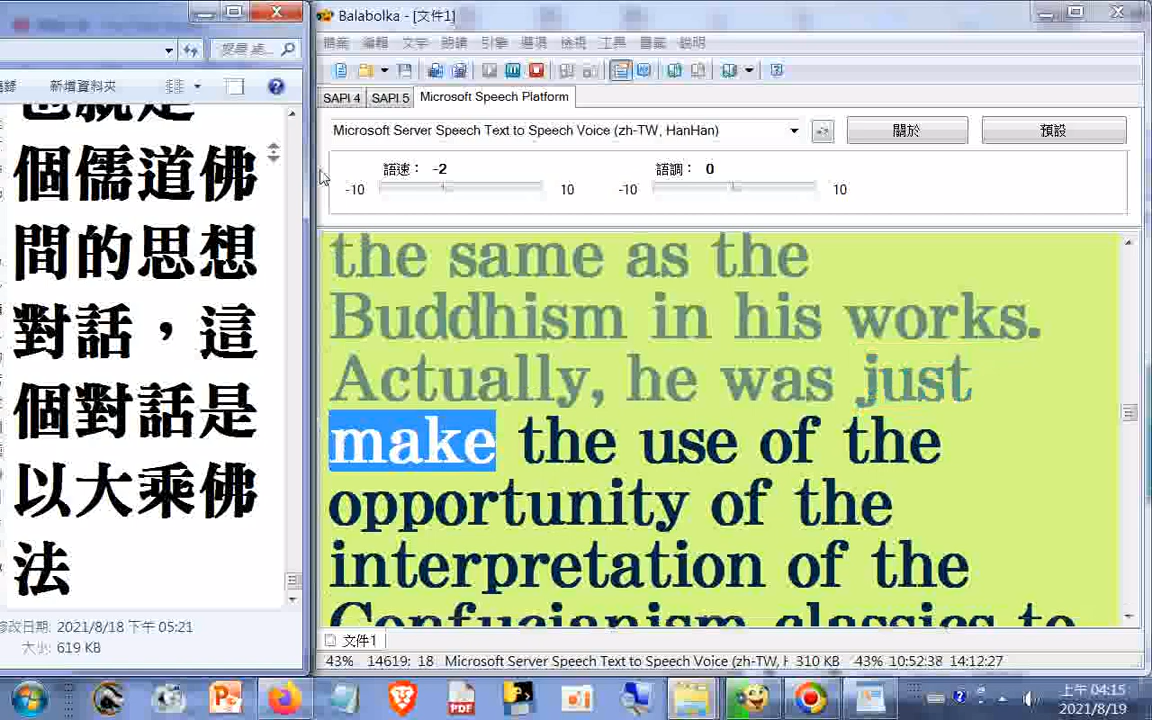 新增資料夾
也就是
個儒道佛
間的思想
對話，這
個對話是
以大乘佛
法
修改日期: 2021/8/18 下午 05:21
大小: 619 KB
Balabolka - [文件1]
檔案 編輯 文字 朗讀 引擎 選項 檢視 工具 書籤 說明
SAPI 4 SAPI 5 Microsoft Speech Platform
Microsoft Server Speech Text to Speech Voice (zh-TW, HanHan)
關於 預設
語速： -2 語調： 0
-10 10 -10 10
the same as the
Buddhism in his works.
Actually, he was just
make the use of the
opportunity of the
interpretation of the
Confucianism classics to
文件1
43% 14619: 18 Microsoft Server Speech Text to Speech Voice (zh-TW, H 310 KB 43% 10:52:38 14:12:27
上午 04:15
2021/8/19